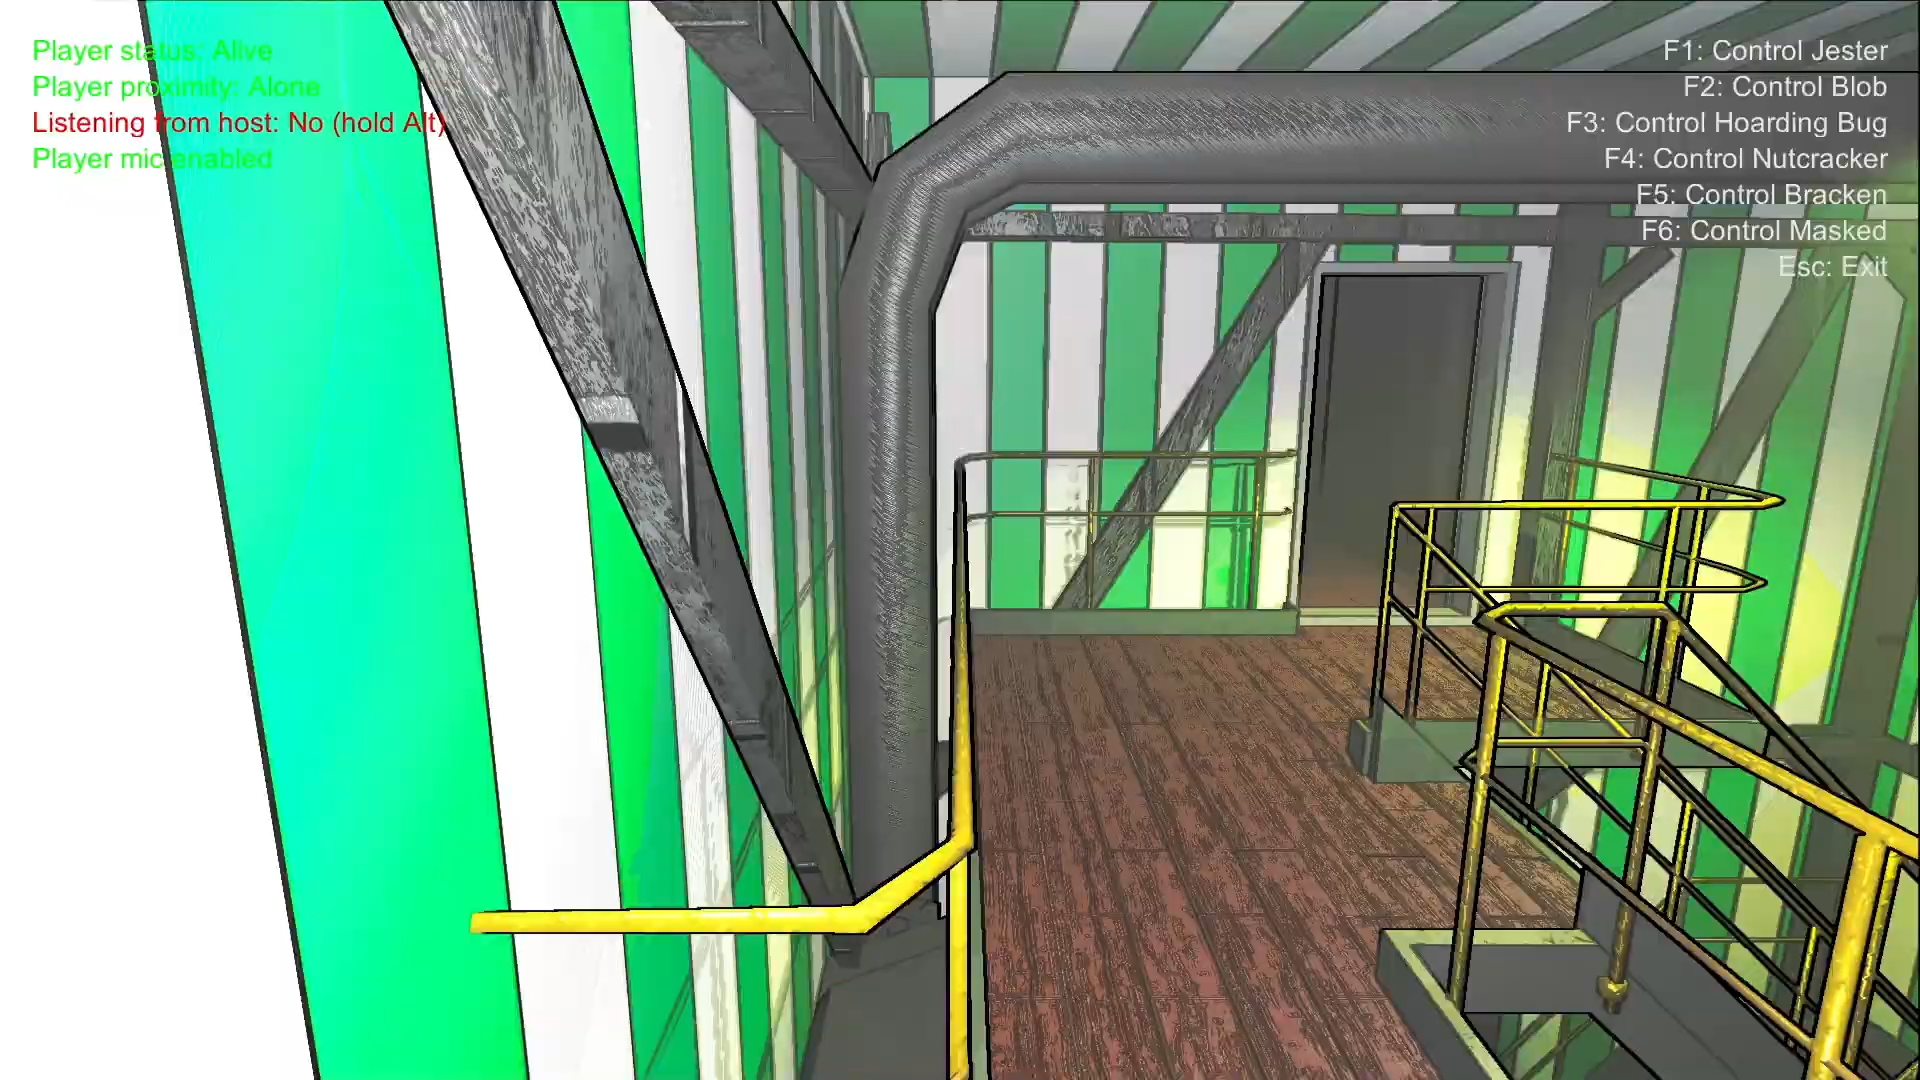 Player status: Alive
Player proximity: Alone
Listening from host: No (hold Alt)
Player mic enabled
F1: Control Jester
F2: Control Blob
F3: Control Hoarding Bug
F4: Control Nutcracker
F5: Control Bracken
F6: Control Masked
Esc: Exit